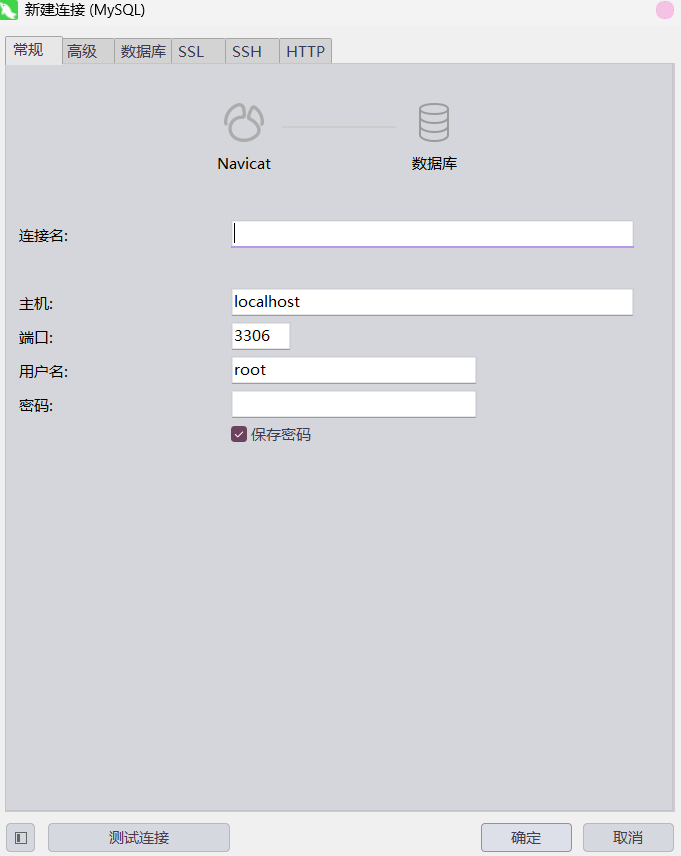 新建连接 (MySQL)
常规 高级 数据库 SSL SSH HTTP
Navicat 数据库
连接名:
主机: localhost
端口: 3306
用户名: root
密码:
保存密码
测试连接 确定 取消